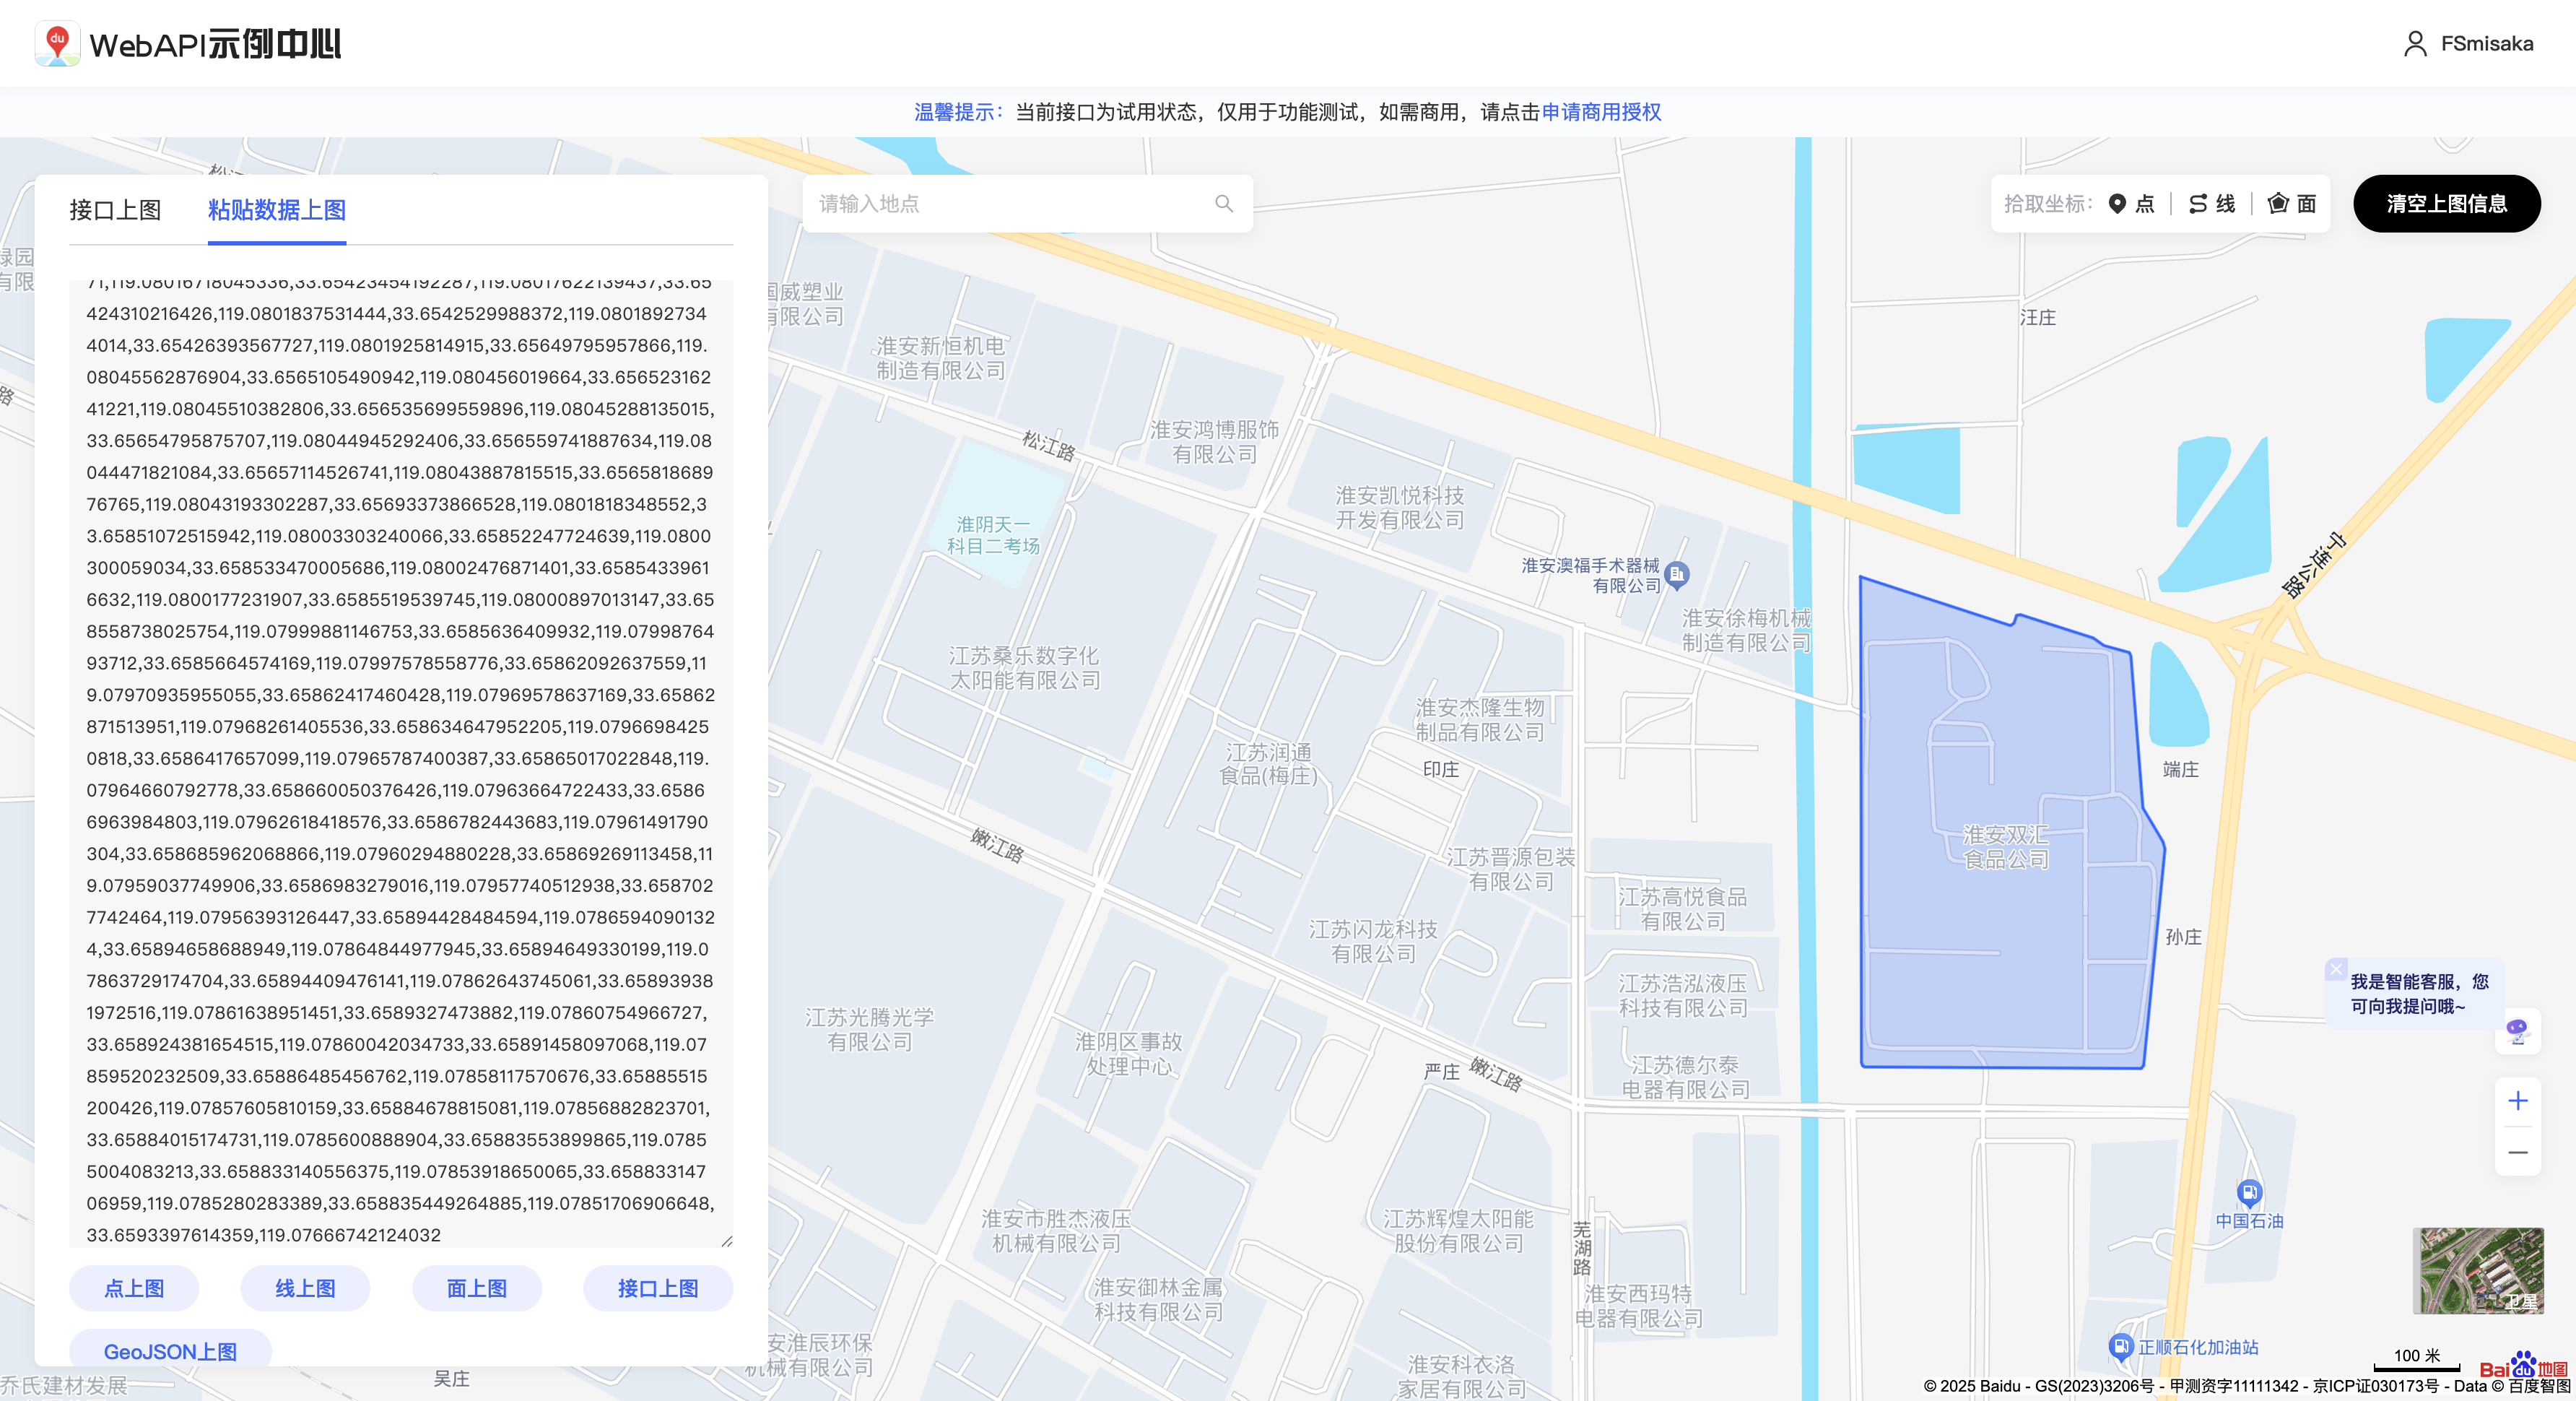 WebAPI示例中心
FSmisaka
温馨提示：当前接口为试用状态，仅用于功能测试，如需商用，请点击申请商用授权
接口上图
粘贴数据上图
请输入地点
拾取坐标：
点
线
面
清空上图信息
71,119.08016718045336,33.65423454192287,119.08017622139437,33.65
424310216426,119.0801837531444,33.6542529988372,119.0801892734
4014,33.65426393567727,119.0801925814915,33.65649795957866,119.
08045562876904,33.6565105490942,119.080456019664,33.656523162
41221,119.08045510382806,33.656535699559896,119.08045288135015,
33.65654795875707,119.08044945292406,33.656559741887634,119.08
044471821084,33.65657114526741,119.08043887815515,33.6565818689
76765,119.08043193302287,33.656933738665​28,119.0801818348552,3
3.65851072515942,119.08003303240066,33.65852247724639,119.0800
300059034,33.658533470005686,119.08002476871401,33.6585433961
6632,119.0800177231907,33.6585519539745,119.08000897013147,33.65
8558738025754,119.07999881146753,33.6585636409932,119.07998764
93712,33.6585664574169,119.07997578558776,33.65862092637559,11
9.07970935955055,33.65862417460428,119.07969578637169,33.65862
871513951,119.07968261405536,33.658634647952205,119.0796698425
0818,33.6586417657099,119.07965787400387,33.65865017022848,119.
07964660792778,33.658660050376426,119.07963664722433,33.6586
6963984803,119.07962618418576,33.6586782443683,119.07961491790
304,33.658685962068866,119.07960294880228,33.65869269113458,11
9.07959037749906,33.6586983279016,119.07957740512938,33.658702
7742464,119.07956393126447,33.65894428484594,119.0786594090132
4,33.65894658688949,119.07864844977945,33.65894649330199,119.0
7863729174704,33.65894409476141,119.07862643745061,33.65893938
1972516,119.07861638951451,33.6589327473882,119.07860754966727,
33.658924381654515,119.07860042034733,33.65891458097068,119.07
859520232509,33.65886485456762,119.07858117570676,33.65885515
200426,119.07857605810159,33.65884678815081,119.07856882823701,
33.65884015174731,119.0785600888904,33.65883553899865,119.0785
5004083213,33.658833140556375,119.07853918650065,33.658833147
06959,119.0785280283389,33.658835449264885,119.07851706906648,
33.6593397614359,119.07666742124032
点上图
线上图
面上图
接口上图
GeoJSON上图
国威塑业
有限公司
淮安新恒机电
制造有限公司
汪庄
松江路
淮安鸿博服饰
有限公司
淮安凯悦科技
开发有限公司
淮阴天一
科目二考场
淮安澳福手术器械
有限公司
宁连公路
淮安徐梅机械
制造有限公司
江苏桑乐数字化
太阳能有限公司
淮安杰隆生物
制品有限公司
江苏润通
食品(梅庄)
印庄
端庄
嫩江路
淮安双汇
食品公司
江苏晋源包装
有限公司
江苏高悦食品
有限公司
江苏闪龙科技
有限公司
孙庄
江苏浩泓液压
科技有限公司
我是智能客服，您
可向我提问哦~
江苏光腾光学
有限公司
淮阴区事故
处理中心
严庄
嫩江路
江苏德尔泰
电器有限公司
淮安市胜杰液压
机械有限公司
江苏辉煌太阳能
股份有限公司
芜湖路
中国石油
淮安御林金属
科技有限公司
淮安西玛特
电器有限公司
卫星
安淮辰环保
机械有限公司
正顺石化加油站
淮安科衣洛
家居有限公司
吴庄
乔氏建材发展
100 米
Bai du 地图
© 2025 Baidu - GS(2023)3206号 - 甲测资字11111342 - 京ICP证030173号 - Data © 百度智图